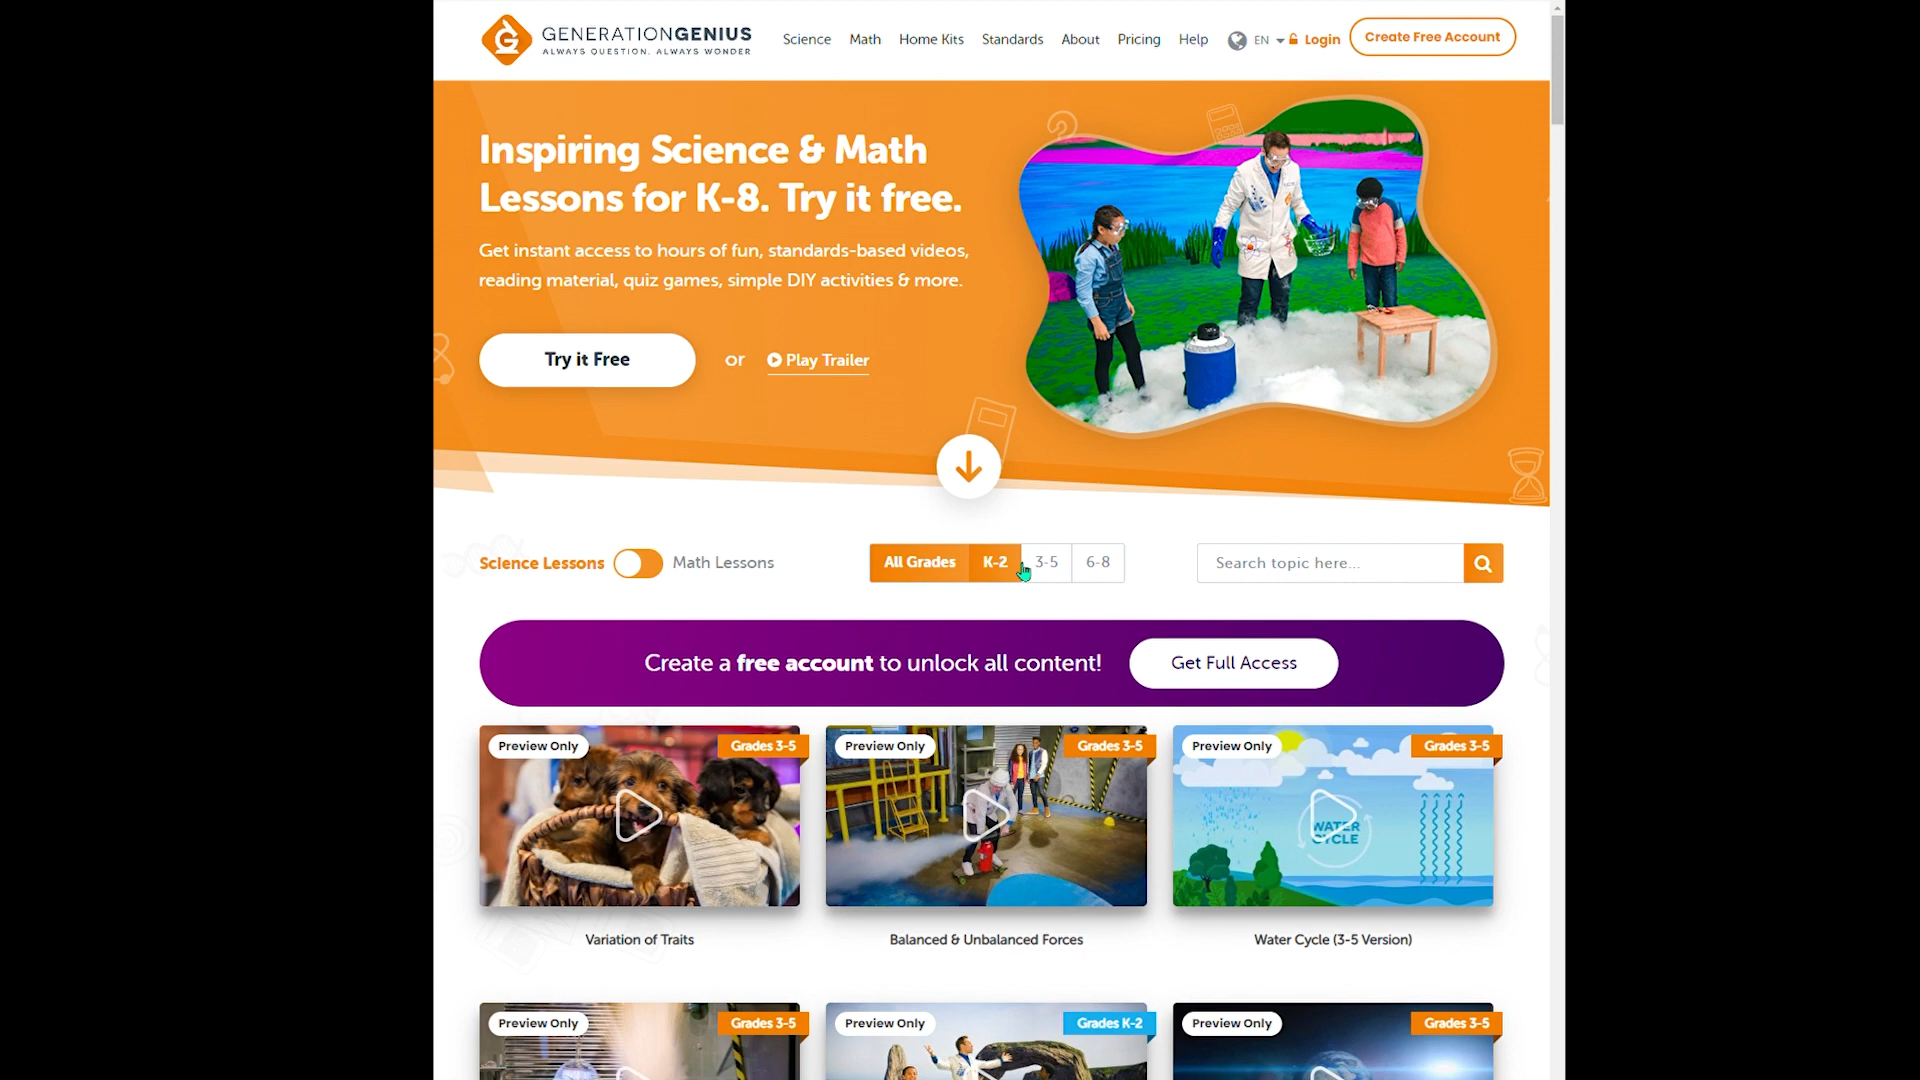 GENERATIONGENIUS
ALWAYS QUESTION. ALWAYS WONDER
Science
Math
Home Kits
Standards
About
Pricing
Help
EN
Login
Create Free Account
Inspiring Science & Math
Lessons for K-8. Try it free.
Get instant access to hours of fun, standards-based videos,
reading material, quiz games, simple DIY activities & more.
Try it Free
or
Play Trailer
Science Lessons
Math Lessons
All Grades
K-2
3-5
6-8
Search topic here...
Create a free account to unlock all content!
Get Full Access
Preview Only
Grades 3-5
Preview Only
Grades 3-5
Preview Only
Grades 3-5
WATER
CYCLE
Variation of Traits
Balanced & Unbalanced Forces
Water Cycle (3-5 Version)
Preview Only
Grades 3-5
Preview Only
Grades K-2
Preview Only
Grades 3-5